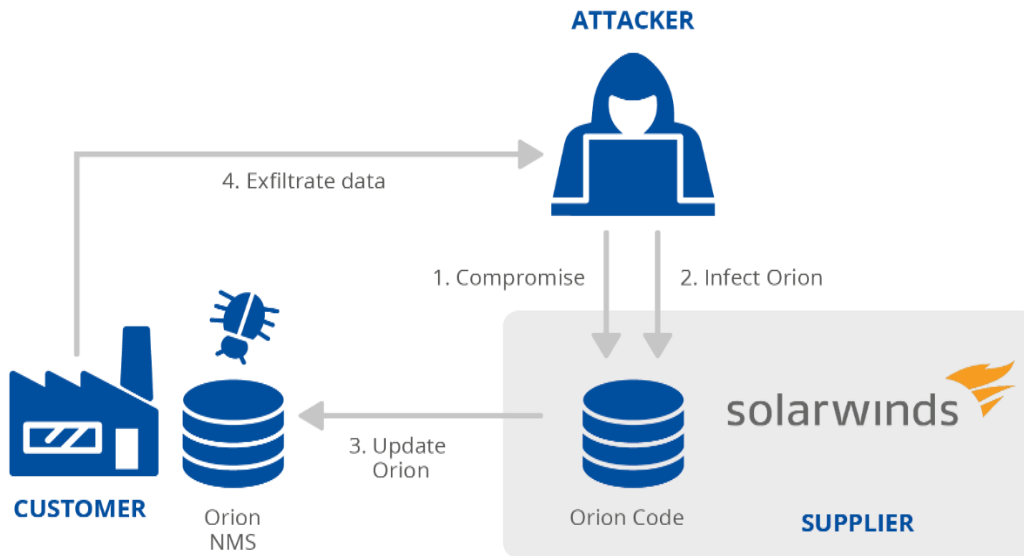 ATTACKER
4. Exfiltrate data
1. Compromise
2. Infect Orion
solarwinds
3. Update
Orion
CUSTOMER
Orion
NMS
Orion Code
SUPPLIER